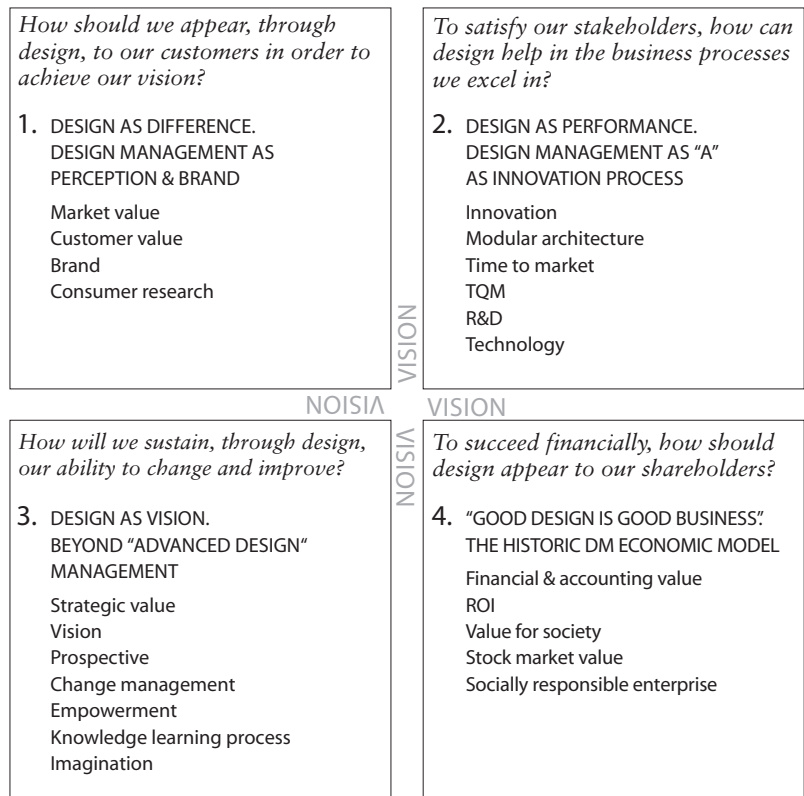 How should we appear, through
design, to our customers in order to
achieve our vision?
1. DESIGN AS DIFFERENCE.
DESIGN MANAGEMENT AS
PERCEPTION & BRAND
Market value
Customer value
Brand
Consumer research
To satisfy our stakeholders, how can
design help in the business processes
we excel in?
2. DESIGN AS PERFORMANCE.
DESIGN MANAGEMENT AS “A”
AS INNOVATION PROCESS
Innovation
Modular architecture
Time to market
TQM
R&D
Technology
VISION
VISION
VISION
VISION
How will we sustain, through design,
our ability to change and improve?
3. DESIGN AS VISION.
BEYOND “ADVANCED DESIGN“
MANAGEMENT
Strategic value
Vision
Prospective
Change management
Empowerment
Knowledge learning process
Imagination
To succeed financially, how should
design appear to our shareholders?
4. “GOOD DESIGN IS GOOD BUSINESS”.
THE HISTORIC DM ECONOMIC MODEL
Financial & accounting value
ROI
Value for society
Stock market value
Socially responsible enterprise